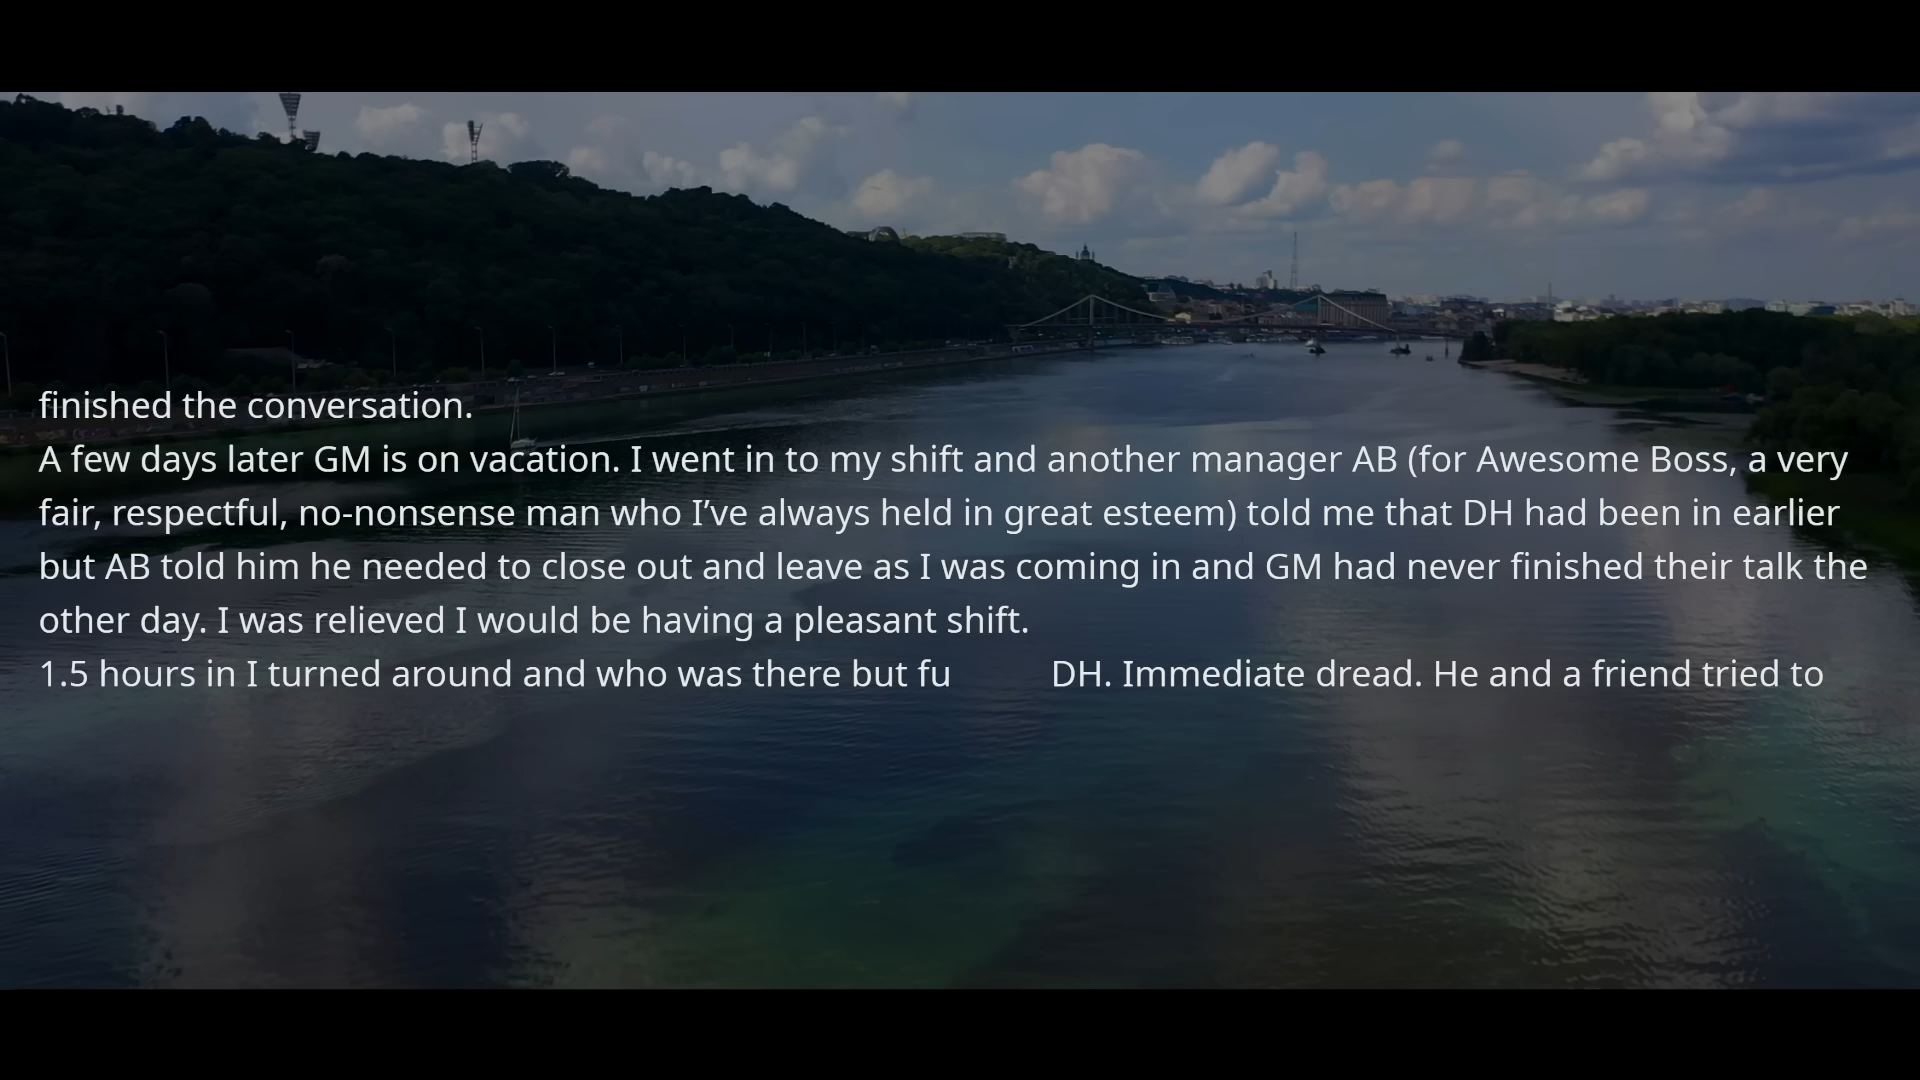 finished the conversation.
A few days later GM is on vacation. I went in to my shift and another manager AB (for Awesome Boss, a very
fair, respectful, no-nonsense man who I’ve always held in great esteem) told me that DH had been in earlier
but AB told him he needed to close out and leave as I was coming in and GM had never finished their talk the
other day. I was relieved I would be having a pleasant shift.
1.5 hours in I turned around and who was there but fu DH. Immediate dread. He and a friend tried to